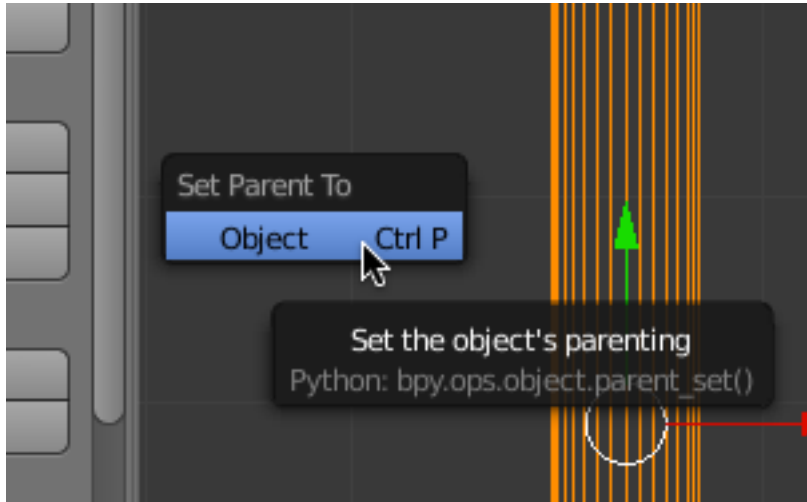 Set Parent To
Object Ctrl P
Set the object's parenting
Python: bpy.ops.object.parent_set()